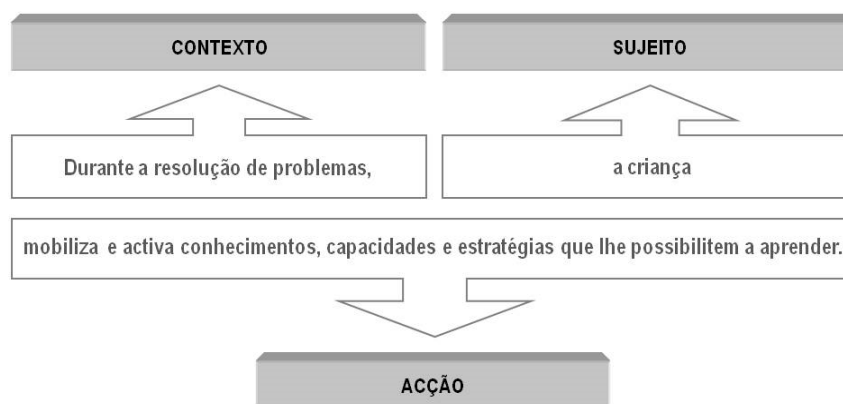 CONTEXTO
SUJEITO
Durante a resolução de problemas,
a criança
mobiliza e activa conhecimentos, capacidades e estratégias que lhe possibilitem a aprender.
ACÇÃO